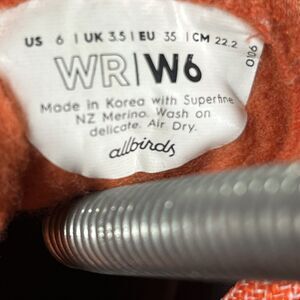 US 6 | UK 3.5 | EU 35 | CM 22.2
WR|W6
Made in Korea with Superfine
NZ Merino. Wash on
delicate. Air Dry.
allbirds